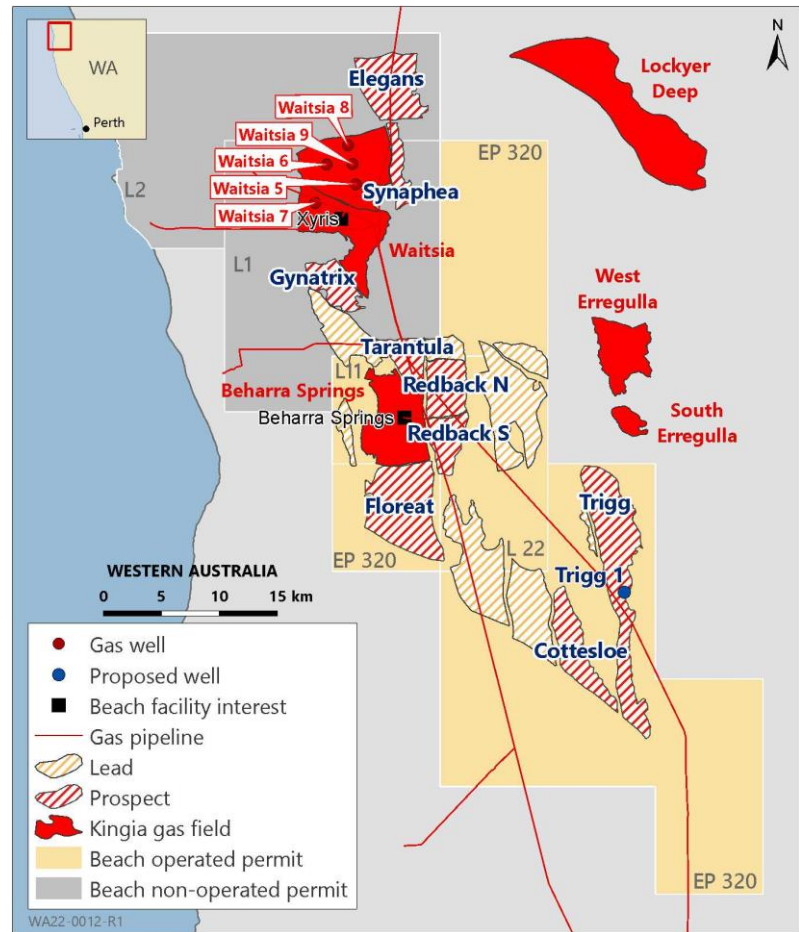 WA
Perth
N
Elegans
Lockyer
Deep
Waitsia 8
Waitsia 9
EP 320
Waitsia 6
L2
Waitsia 5
Synaphea
Waitsia 7
Xyris
Waitsia
L1
Gynatrix
West
Erregulla
Tarantula
L11
Redback N
Beharra Springs
Beharra Springs
South
Erregulla
Redback S
Floreat
Trigg
L 22
EP 320
WESTERN AUSTRALIA
Trigg 1
0 5 10 15 km
Cottesloe
Gas well
Proposed well
Beach facility interest
Gas pipeline
Lead
Prospect
Kingia gas field
Beach operated permit
Beach non-operated permit
EP 320
WA22-0012-R1